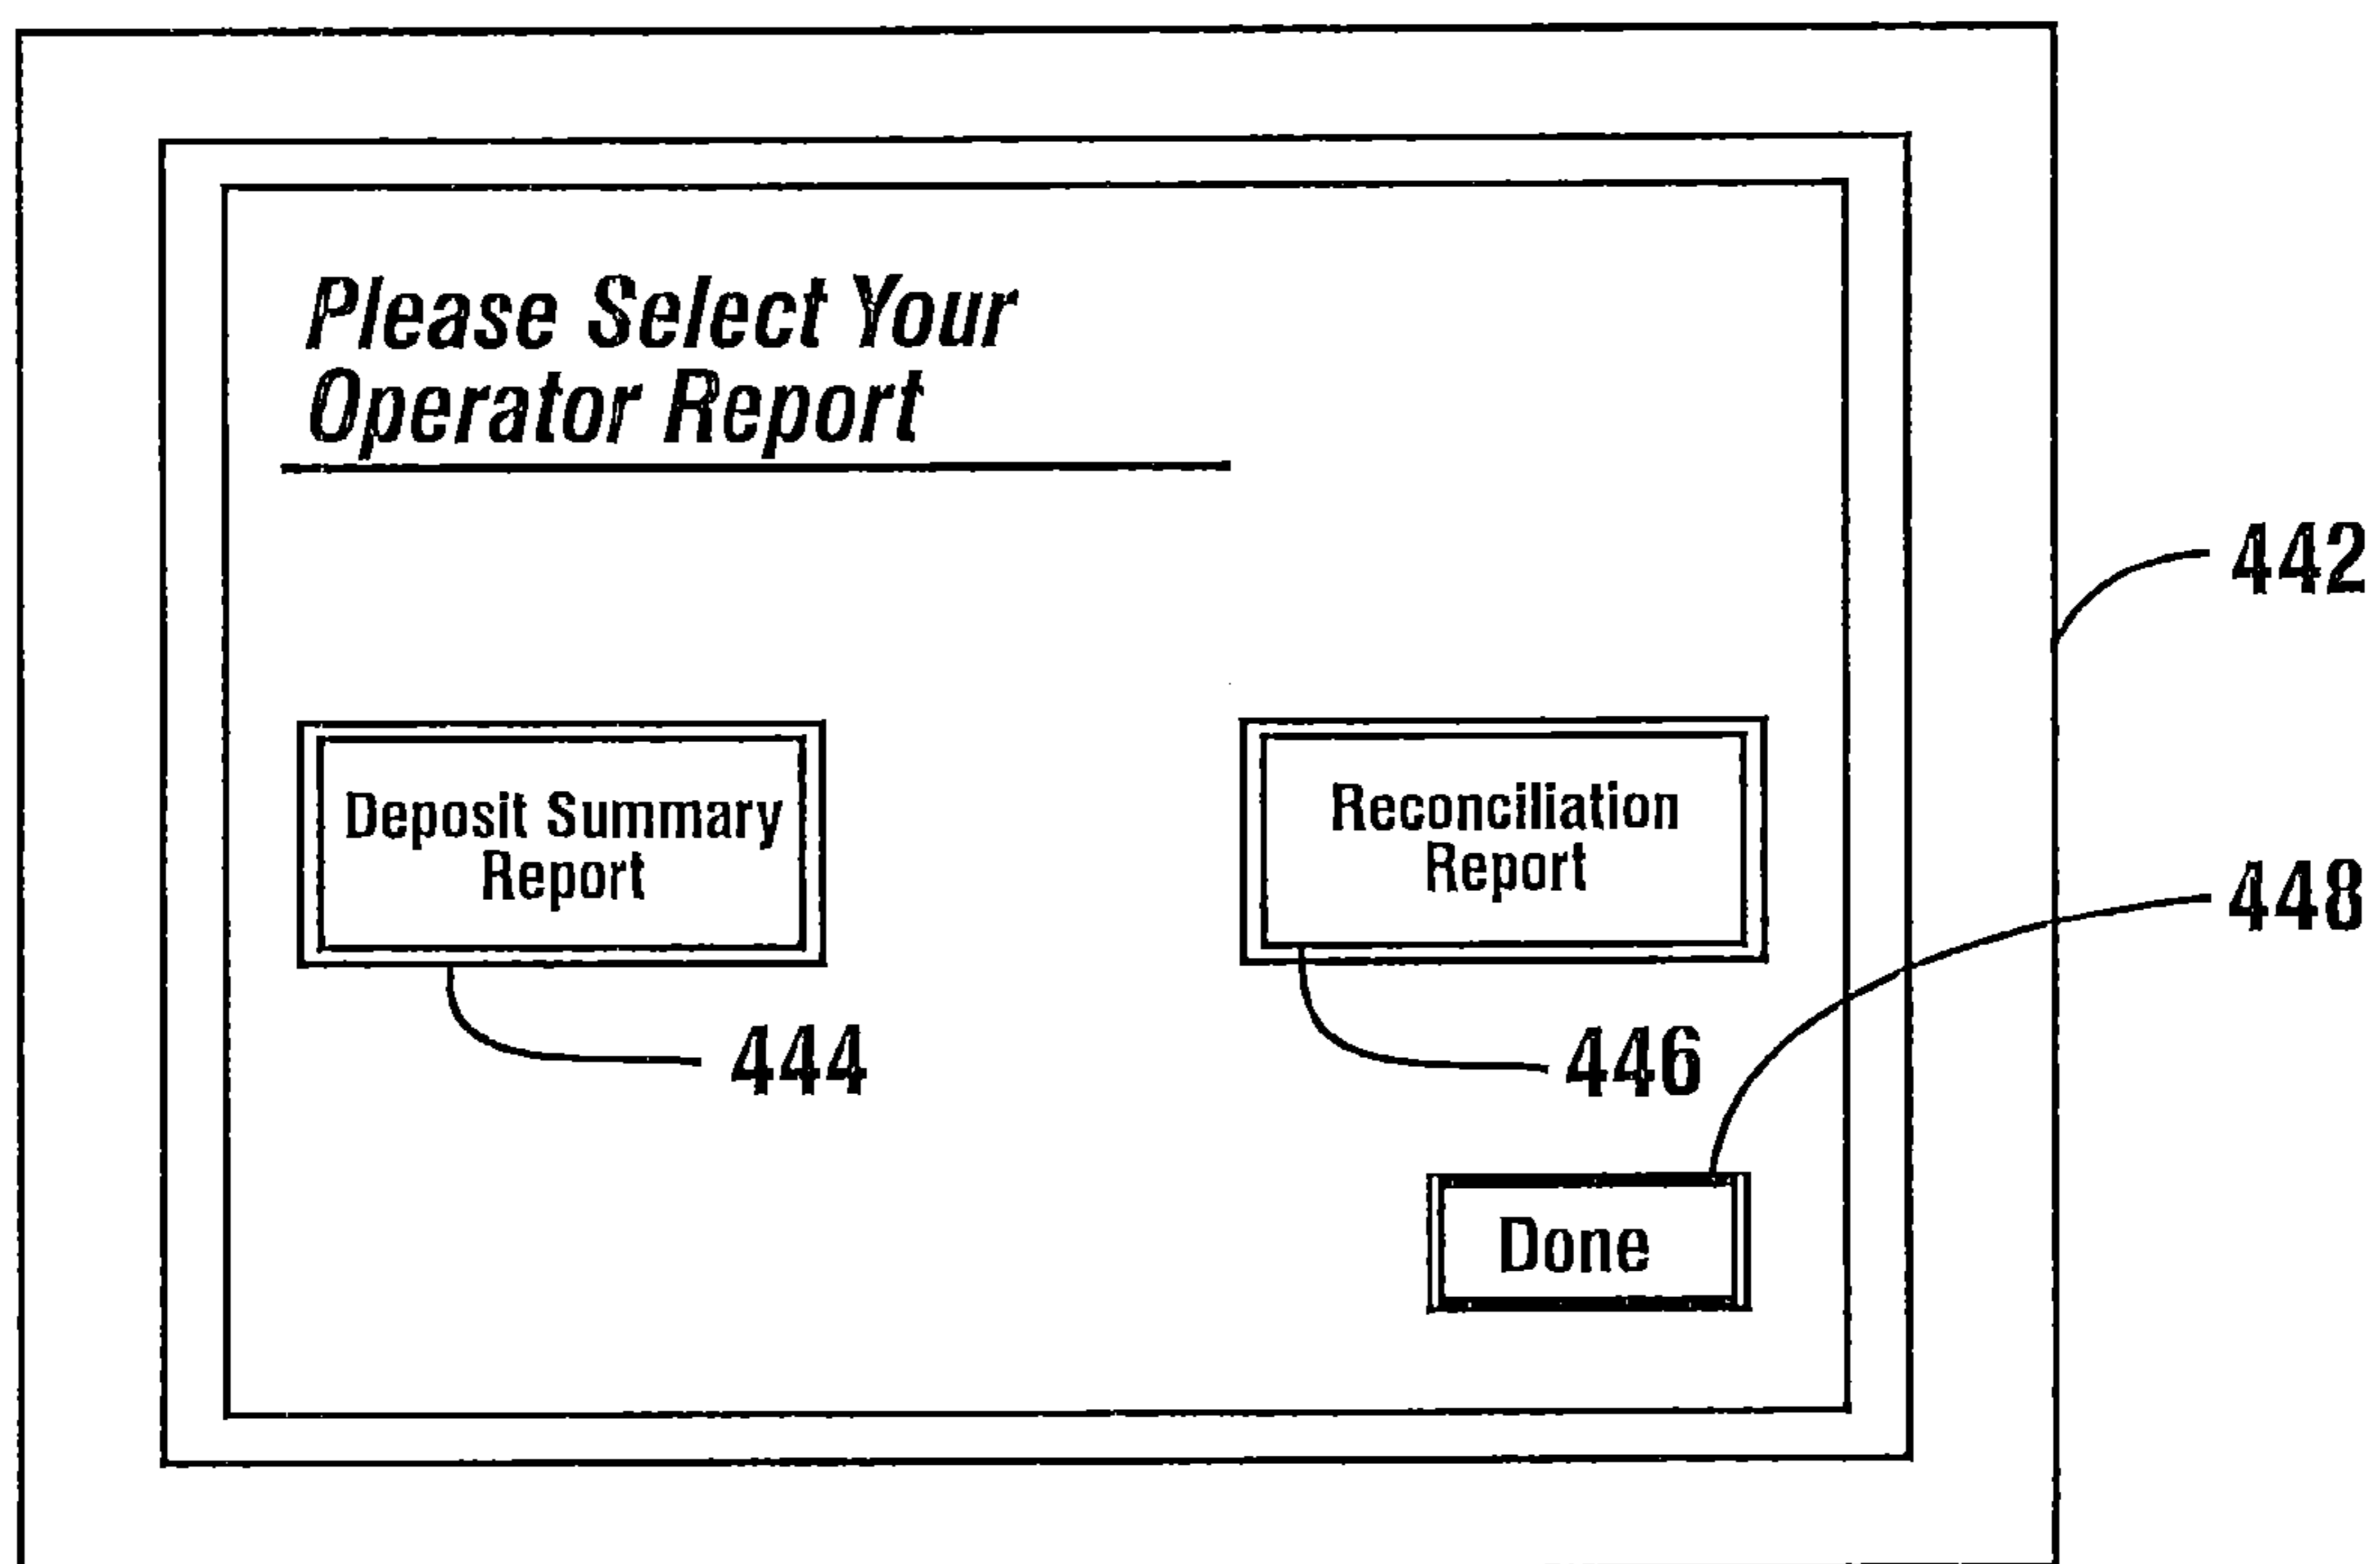 Please Select Your
Operator Report
442
Deposit Summary
Report
Reconciliation
Report
448
444
446
Done